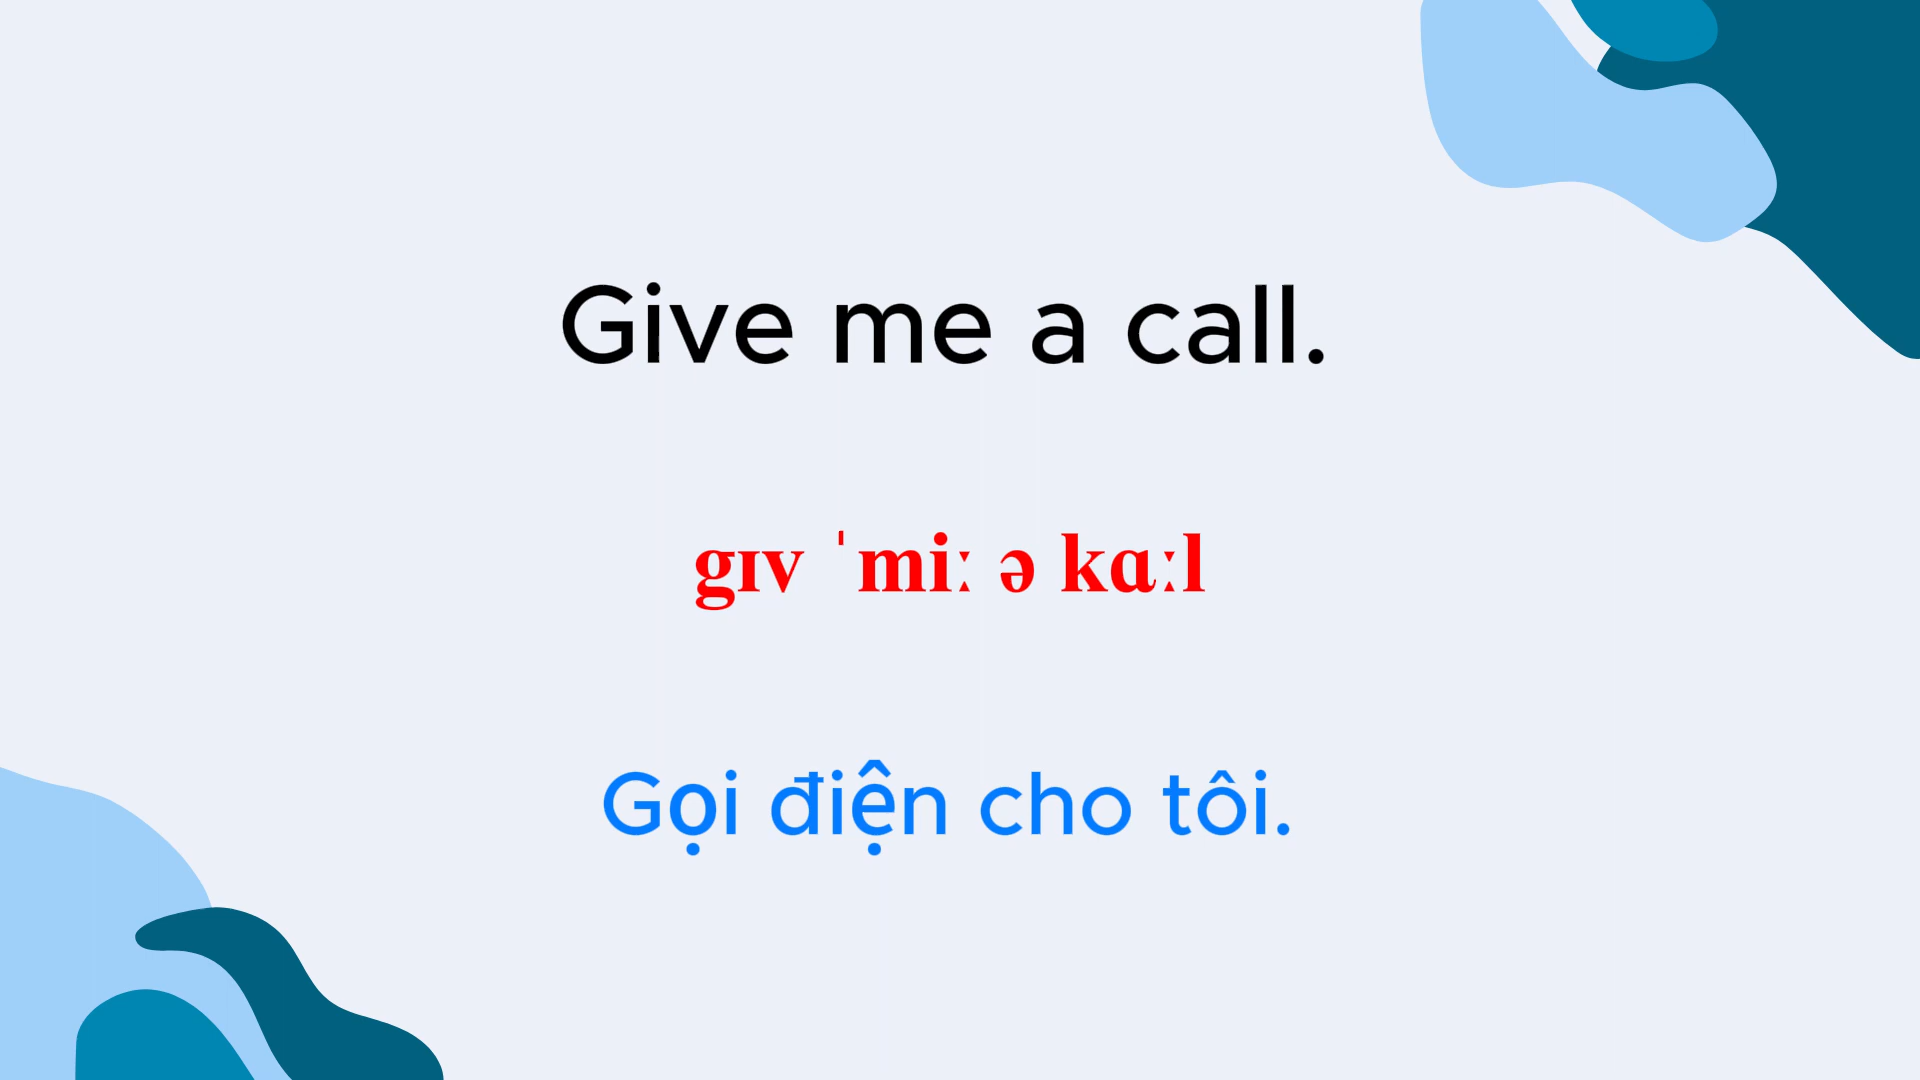 Give me a call.
gɪv ˈmiː ə kɑːl
Gọi điện cho tôi.